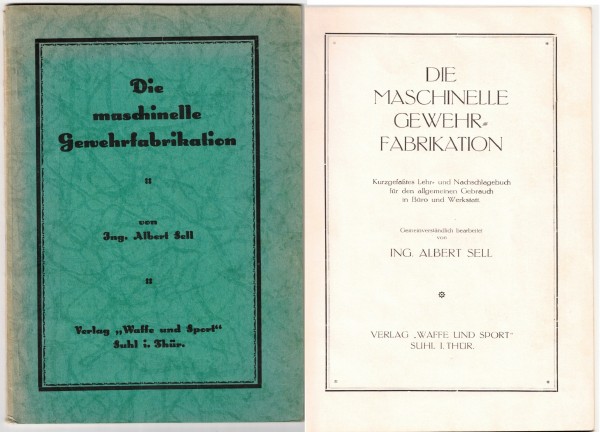 Die
maschinelle
Gewehrfabrikation
"
von
Ing. Albert Sell
"
Verlag „Waffe und Sport“
Suhl i. Thür.
DIE
MASCHINELLE
GEWEHR-
FABRIKATION
Kurzgefaßtes Lehr- und Nachschlagebuch
für den allgemeinen Gebrauch
in Büro und Werkstatt.
Gemeinverständlich bearbeitet
von
ING. ALBERT SELL
VERLAG „WAFFE UND SPORT“
SUHL I. THÜR.